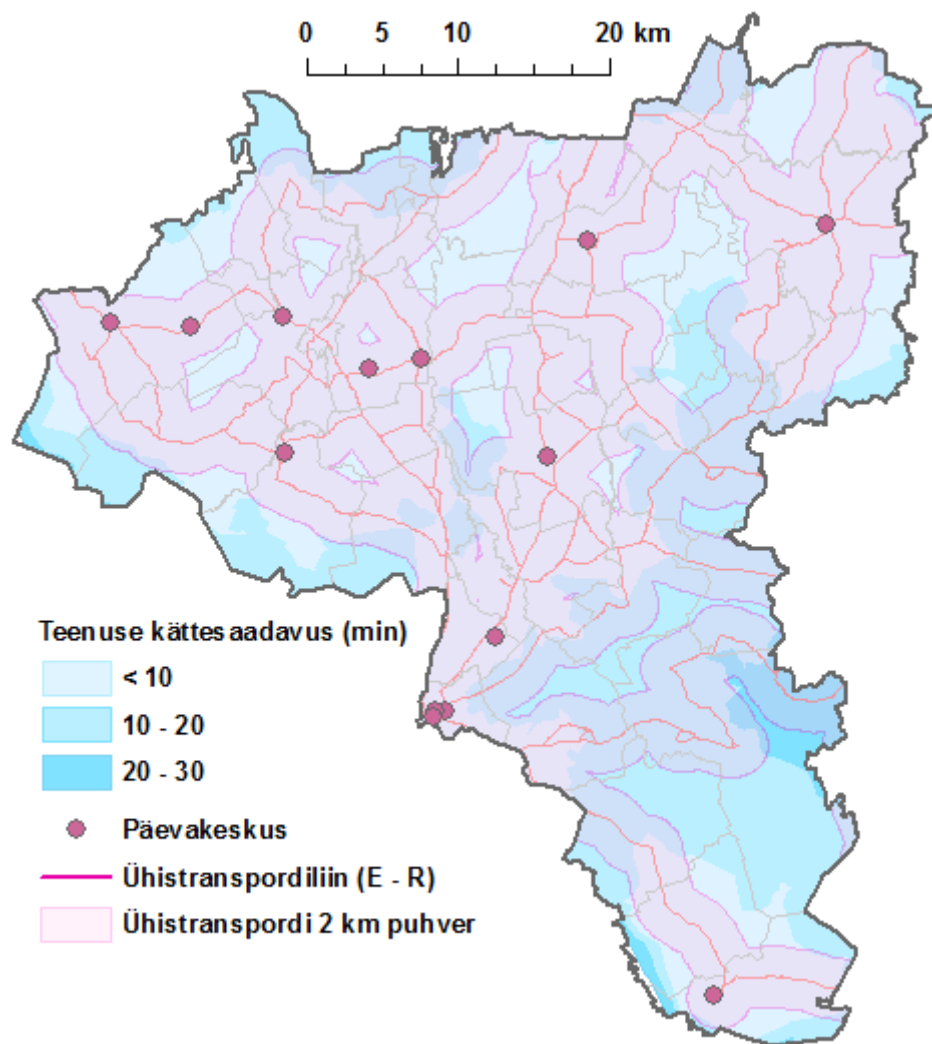 0 5 10 20 km
Teenuse kättesaadavus (min)
< 10
10 - 20
20 - 30
Päevakeskus
Ühistranspordiliin (E - R)
Ühistranspordi 2 km puhver